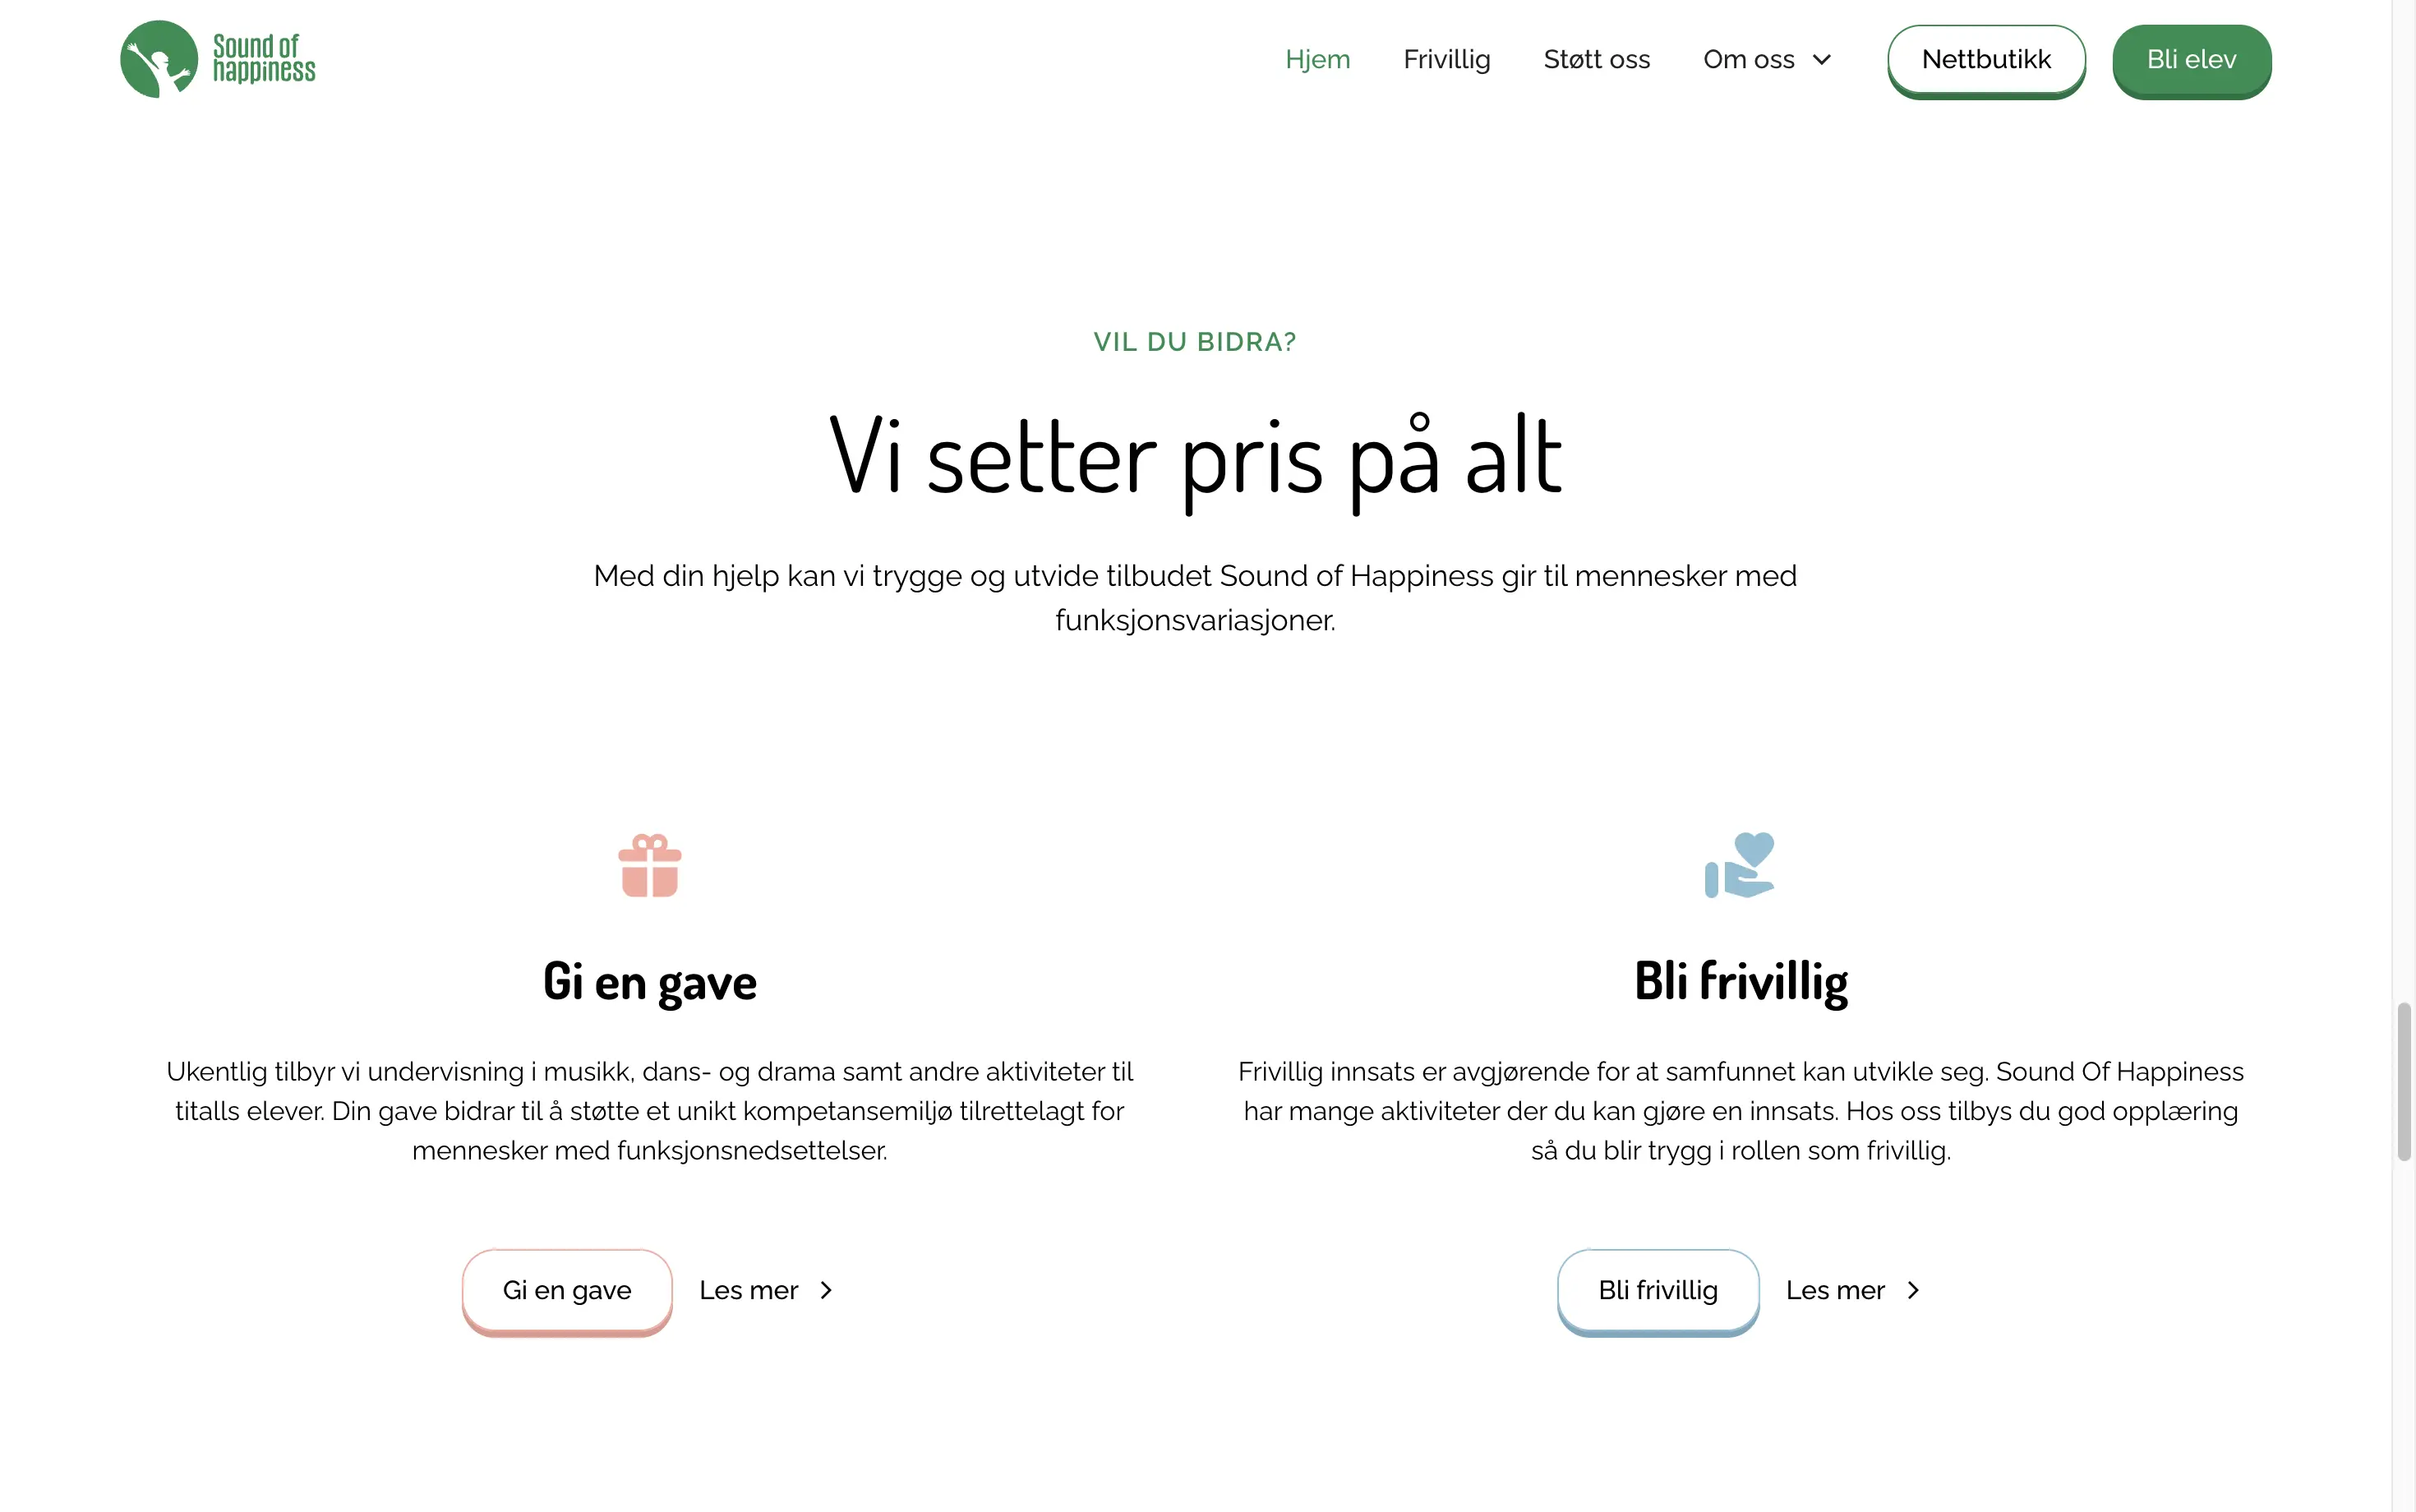 Sound of
happiness
Hjem
Frivillig
Støtt oss
Om oss
Nettbutikk
Bli elev
VIL DU BIDRA?
Vi setter pris på alt
Med din hjelp kan vi trygge og utvide tilbudet Sound of Happiness gir til mennesker med
funksjonsvariasjoner.
Gi en gave
Ukentlig tilbyr vi undervisning i musikk, dans- og drama samt andre aktiviteter til
titalls elever. Din gave bidrar til å støtte et unikt kompetansemiljø tilrettelagt for
mennesker med funksjonsnedsettelser.
Gi en gave
Les mer
Bli frivillig
Frivillig innsats er avgjørende for at samfunnet kan utvikle seg. Sound Of Happiness
har mange aktiviteter der du kan gjøre en innsats. Hos oss tilbys du god opplæring
så du blir trygg i rollen som frivillig.
Bli frivillig
Les mer